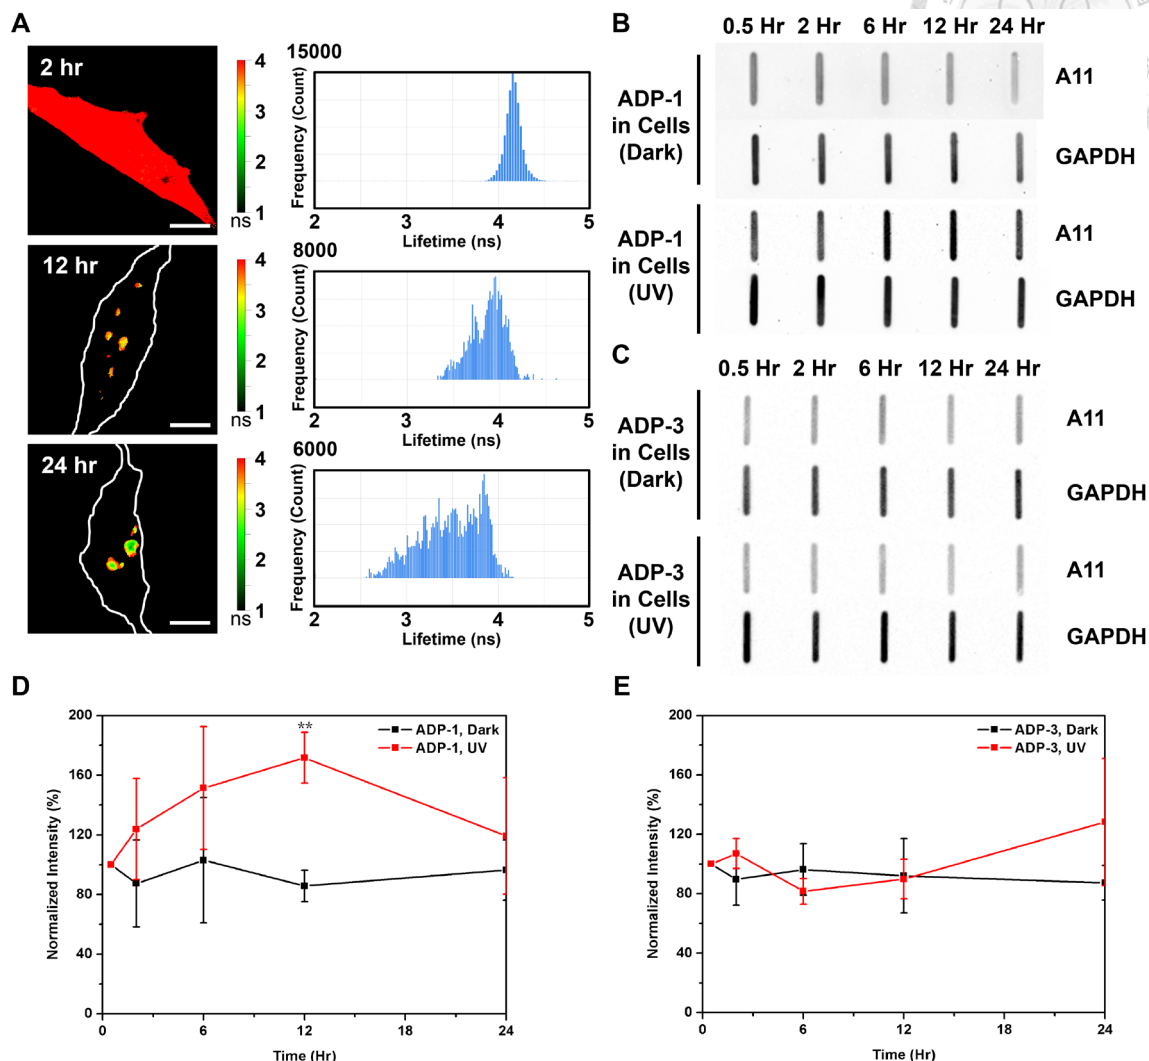 A
2 hr
4
3
2
1
ns
15000
Frequency (Count)
2 3 4 5
Lifetime (ns)
12 hr
4
3
2
1
ns
8000
Frequency (Count)
2 3 4 5
Lifetime (ns)
24 hr
4
3
2
1
ns
6000
Frequency (Count)
2 3 4 5
Lifetime (ns)
B
0.5 Hr 2 Hr 6 Hr 12 Hr 24 Hr
ADP-1
in Cells
(Dark)
A11
GAPDH
ADP-1
in Cells
(UV)
A11
GAPDH
C
0.5 Hr 2 Hr 6 Hr 12 Hr 24 Hr
ADP-3
in Cells
(Dark)
A11
GAPDH
ADP-3
in Cells
(UV)
A11
GAPDH
D
200
160
120
80
40
0
Normalized Intensity (%)
**
ADP-1, Dark
ADP-1, UV
0 6 12 18 24
Time (Hr)
E
200
160
120
80
40
0
Normalized Intensity (%)
ADP-3, Dark
ADP-3, UV
0 6 12 18 24
Time (Hr)